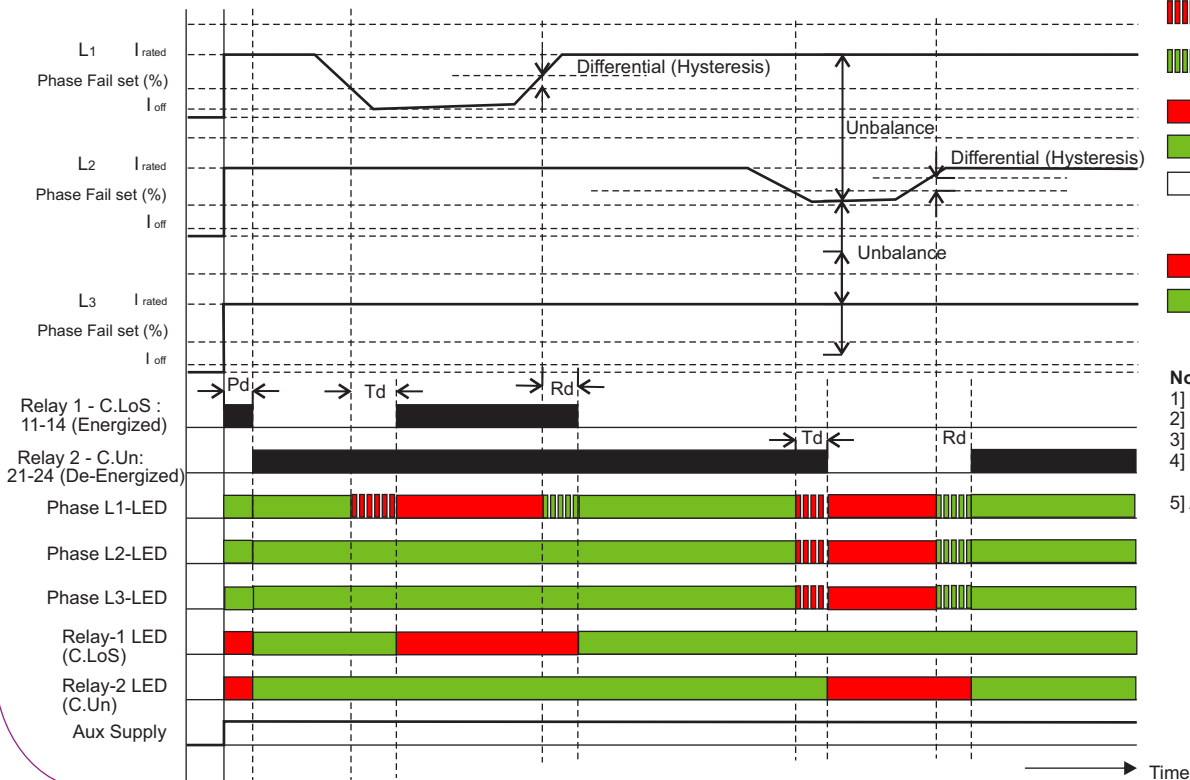 L1 I rated
Phase Fail set (%)
I off
Differential (Hysteresis)
Unbalance
L2 I rated
Differential (Hysteresis)
Phase Fail set (%)
I off
Unbalance
L3 I rated
Phase Fail set (%)
I off
Pd
Td
Rd
Relay 1 - C.LoS :
11-14 (Energized)
Td
Rd
Relay 2 - C.Un:
21-24 (De-Energized)
Phase L1-LED
Phase L2-LED
Phase L3-LED
Relay-1 LED
(C.LoS)
Relay-2 LED
(C.Un)
Aux Supply
Time
No
1]
2]
3]
4]
5]